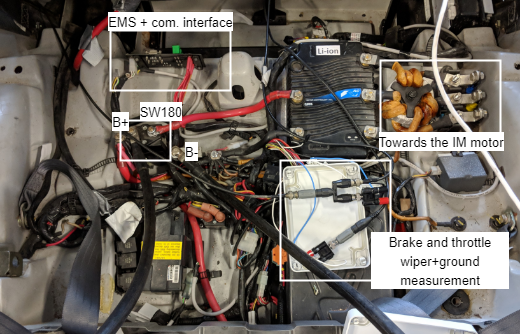 EMS + com. interface
Li-ion
SW180
B+
B-
Towards the IM motor
Brake and throttle
wiper+ground
measurement